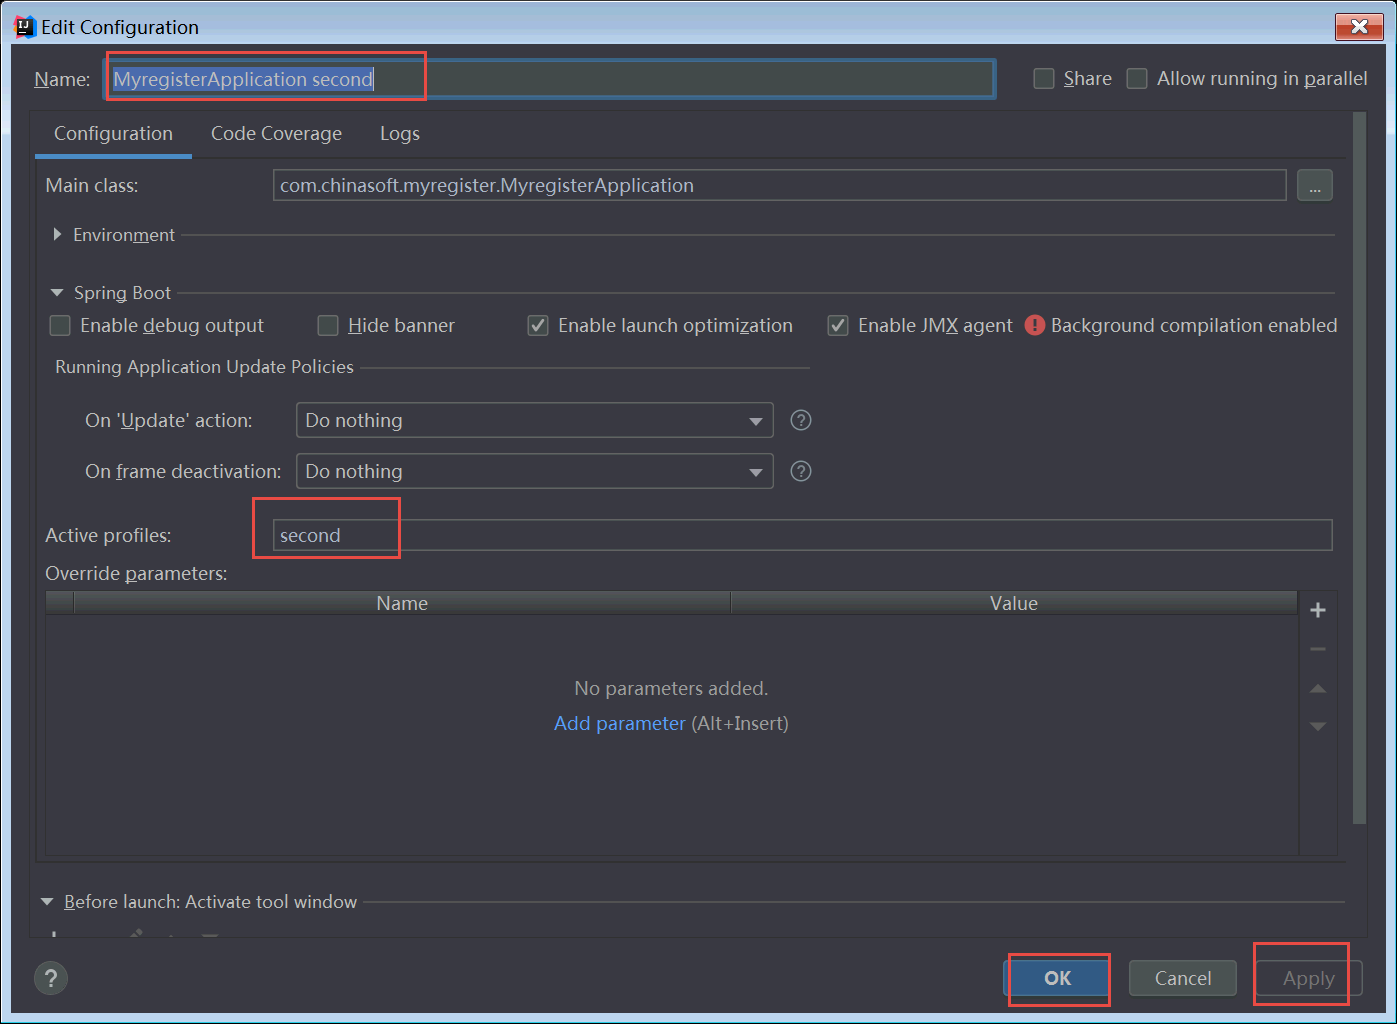 Edit Configuration
Name: MyregisterApplication second Share Allow running in parallel
Configuration Code Coverage Logs
Main class: com.chinasoft.myregister.MyregisterApplication ...
Environment
Spring Boot
Enable debug output Hide banner Enable launch optimization Enable JMX agent Background compilation enabled
Running Application Update Policies
On 'Update' action: Do nothing ?
On frame deactivation: Do nothing ?
Active profiles: second
Override parameters:
Name Value
No parameters added.
Add parameter (Alt+Insert)
Before launch: Activate tool window
? OK Cancel Apply